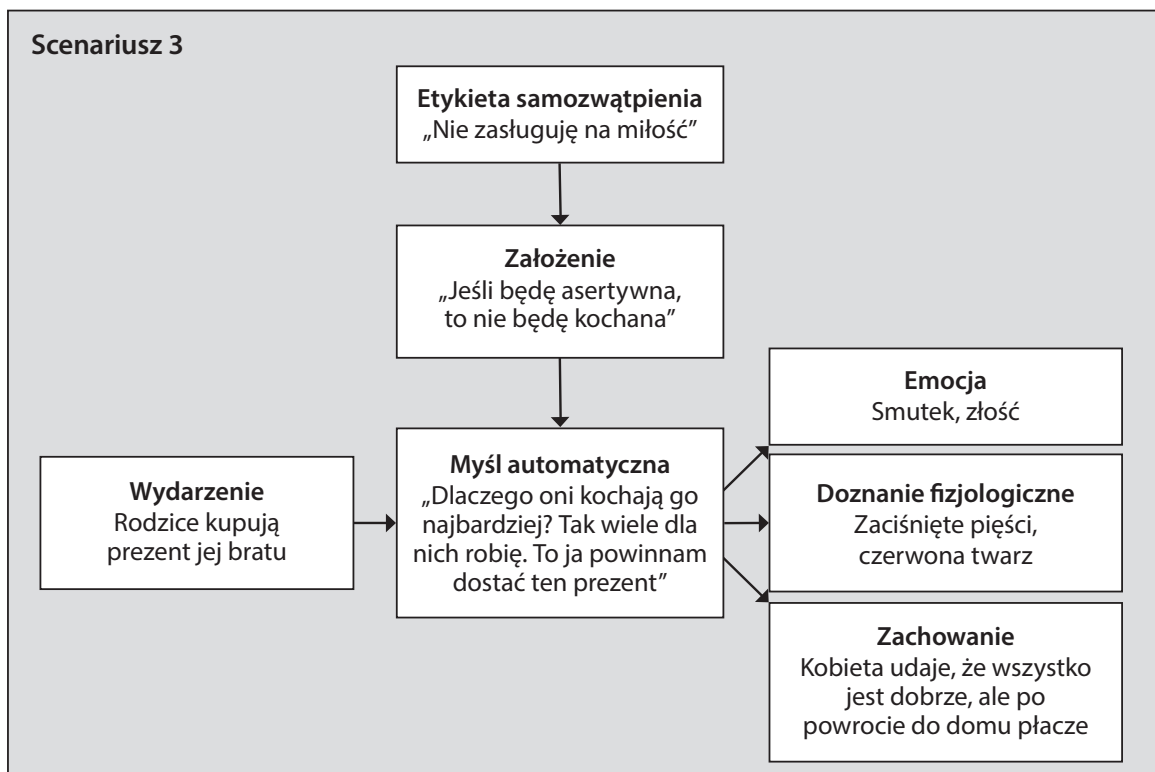 Scenariusz 3
Etykieta samozwątpienia
„Nie zasługuję na miłość”
Założenie
„Jeśli będę asertywna,
to nie będę kochana”
Wydarzenie
Rodzice kupują
prezent jej bratu
Myśl automatyczna
„Dlaczego oni kochają go
najbardziej? Tak wiele dla
nich robię. To ja powinnam
dostać ten prezent”
Emocja
Smutek, złość
Doznanie fizjologiczne
Zaciśnięte pięści,
czerwona twarz
Zachowanie
Kobieta udaje, że wszystko
jest dobrze, ale po
powrocie do domu płacze